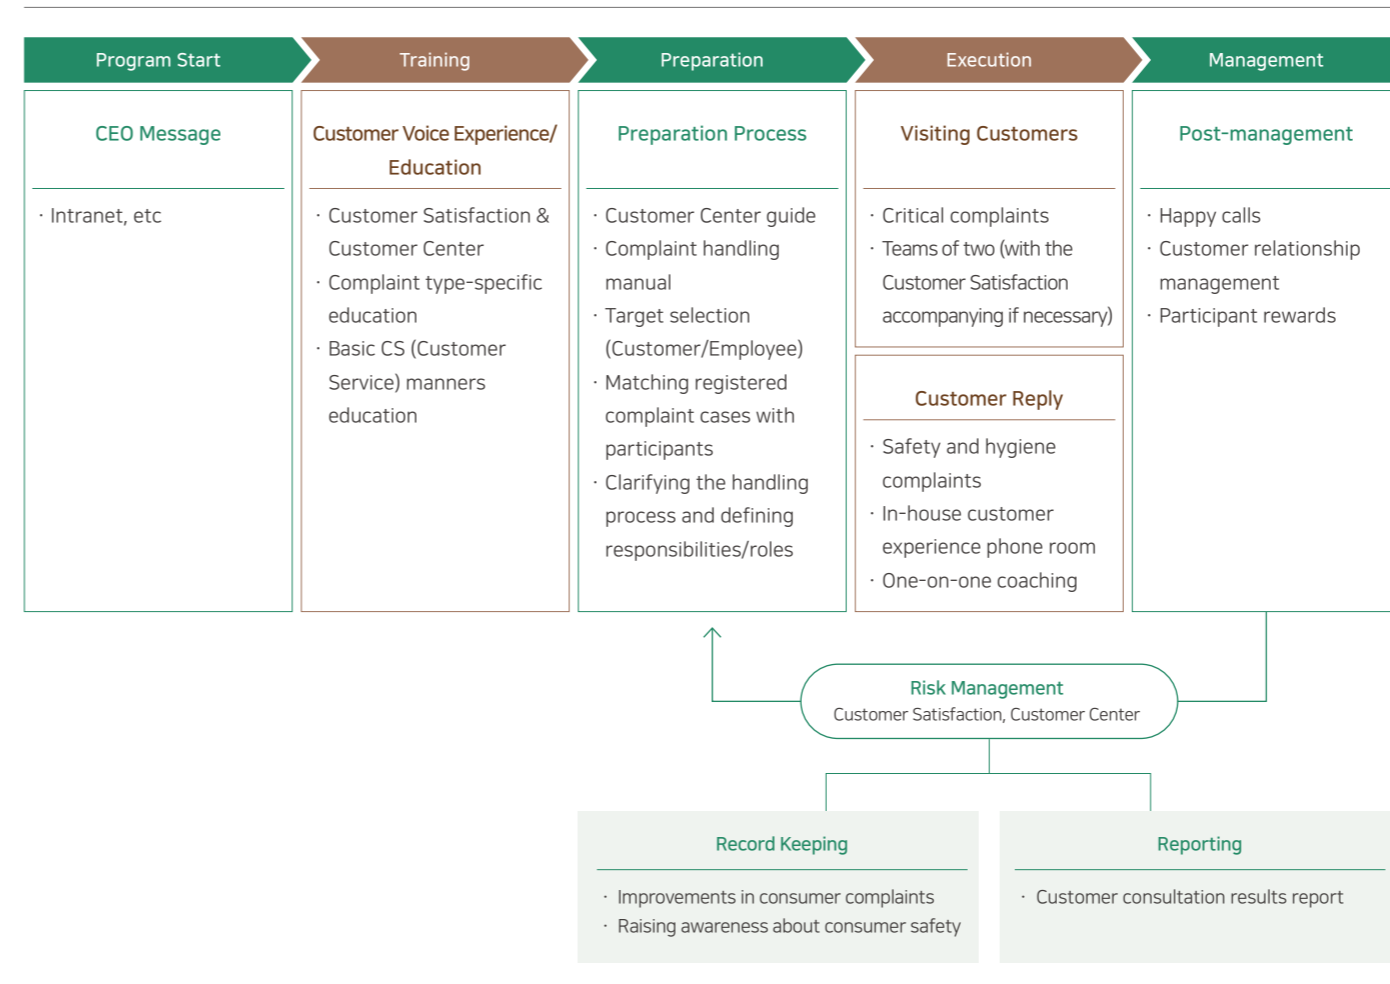 Program Start
Training
Preparation
Execution
Management
CEO Message
· Intranet, etc
Customer Voice Experience/
Education
· Customer Satisfaction &
Customer Center
· Complaint type-specific
education
· Basic CS (Customer
Service) manners
education
Preparation Process
· Customer Center guide
· Complaint handling
manual
· Target selection
(Customer/Employee)
· Matching registered
complaint cases with
participants
· Clarifying the handling
process and defining
responsibilities/roles
Visiting Customers
· Critical complaints
· Teams of two (with the
Customer Satisfaction
accompanying if necessary)
Customer Reply
· Safety and hygiene
complaints
· In-house customer
experience phone room
· One-on-one coaching
Post-management
· Happy calls
· Customer relationship
management
· Participant rewards
Risk Management
Customer Satisfaction, Customer Center
Record Keeping
· Improvements in consumer complaints
· Raising awareness about consumer safety
Reporting
· Customer consultation results report